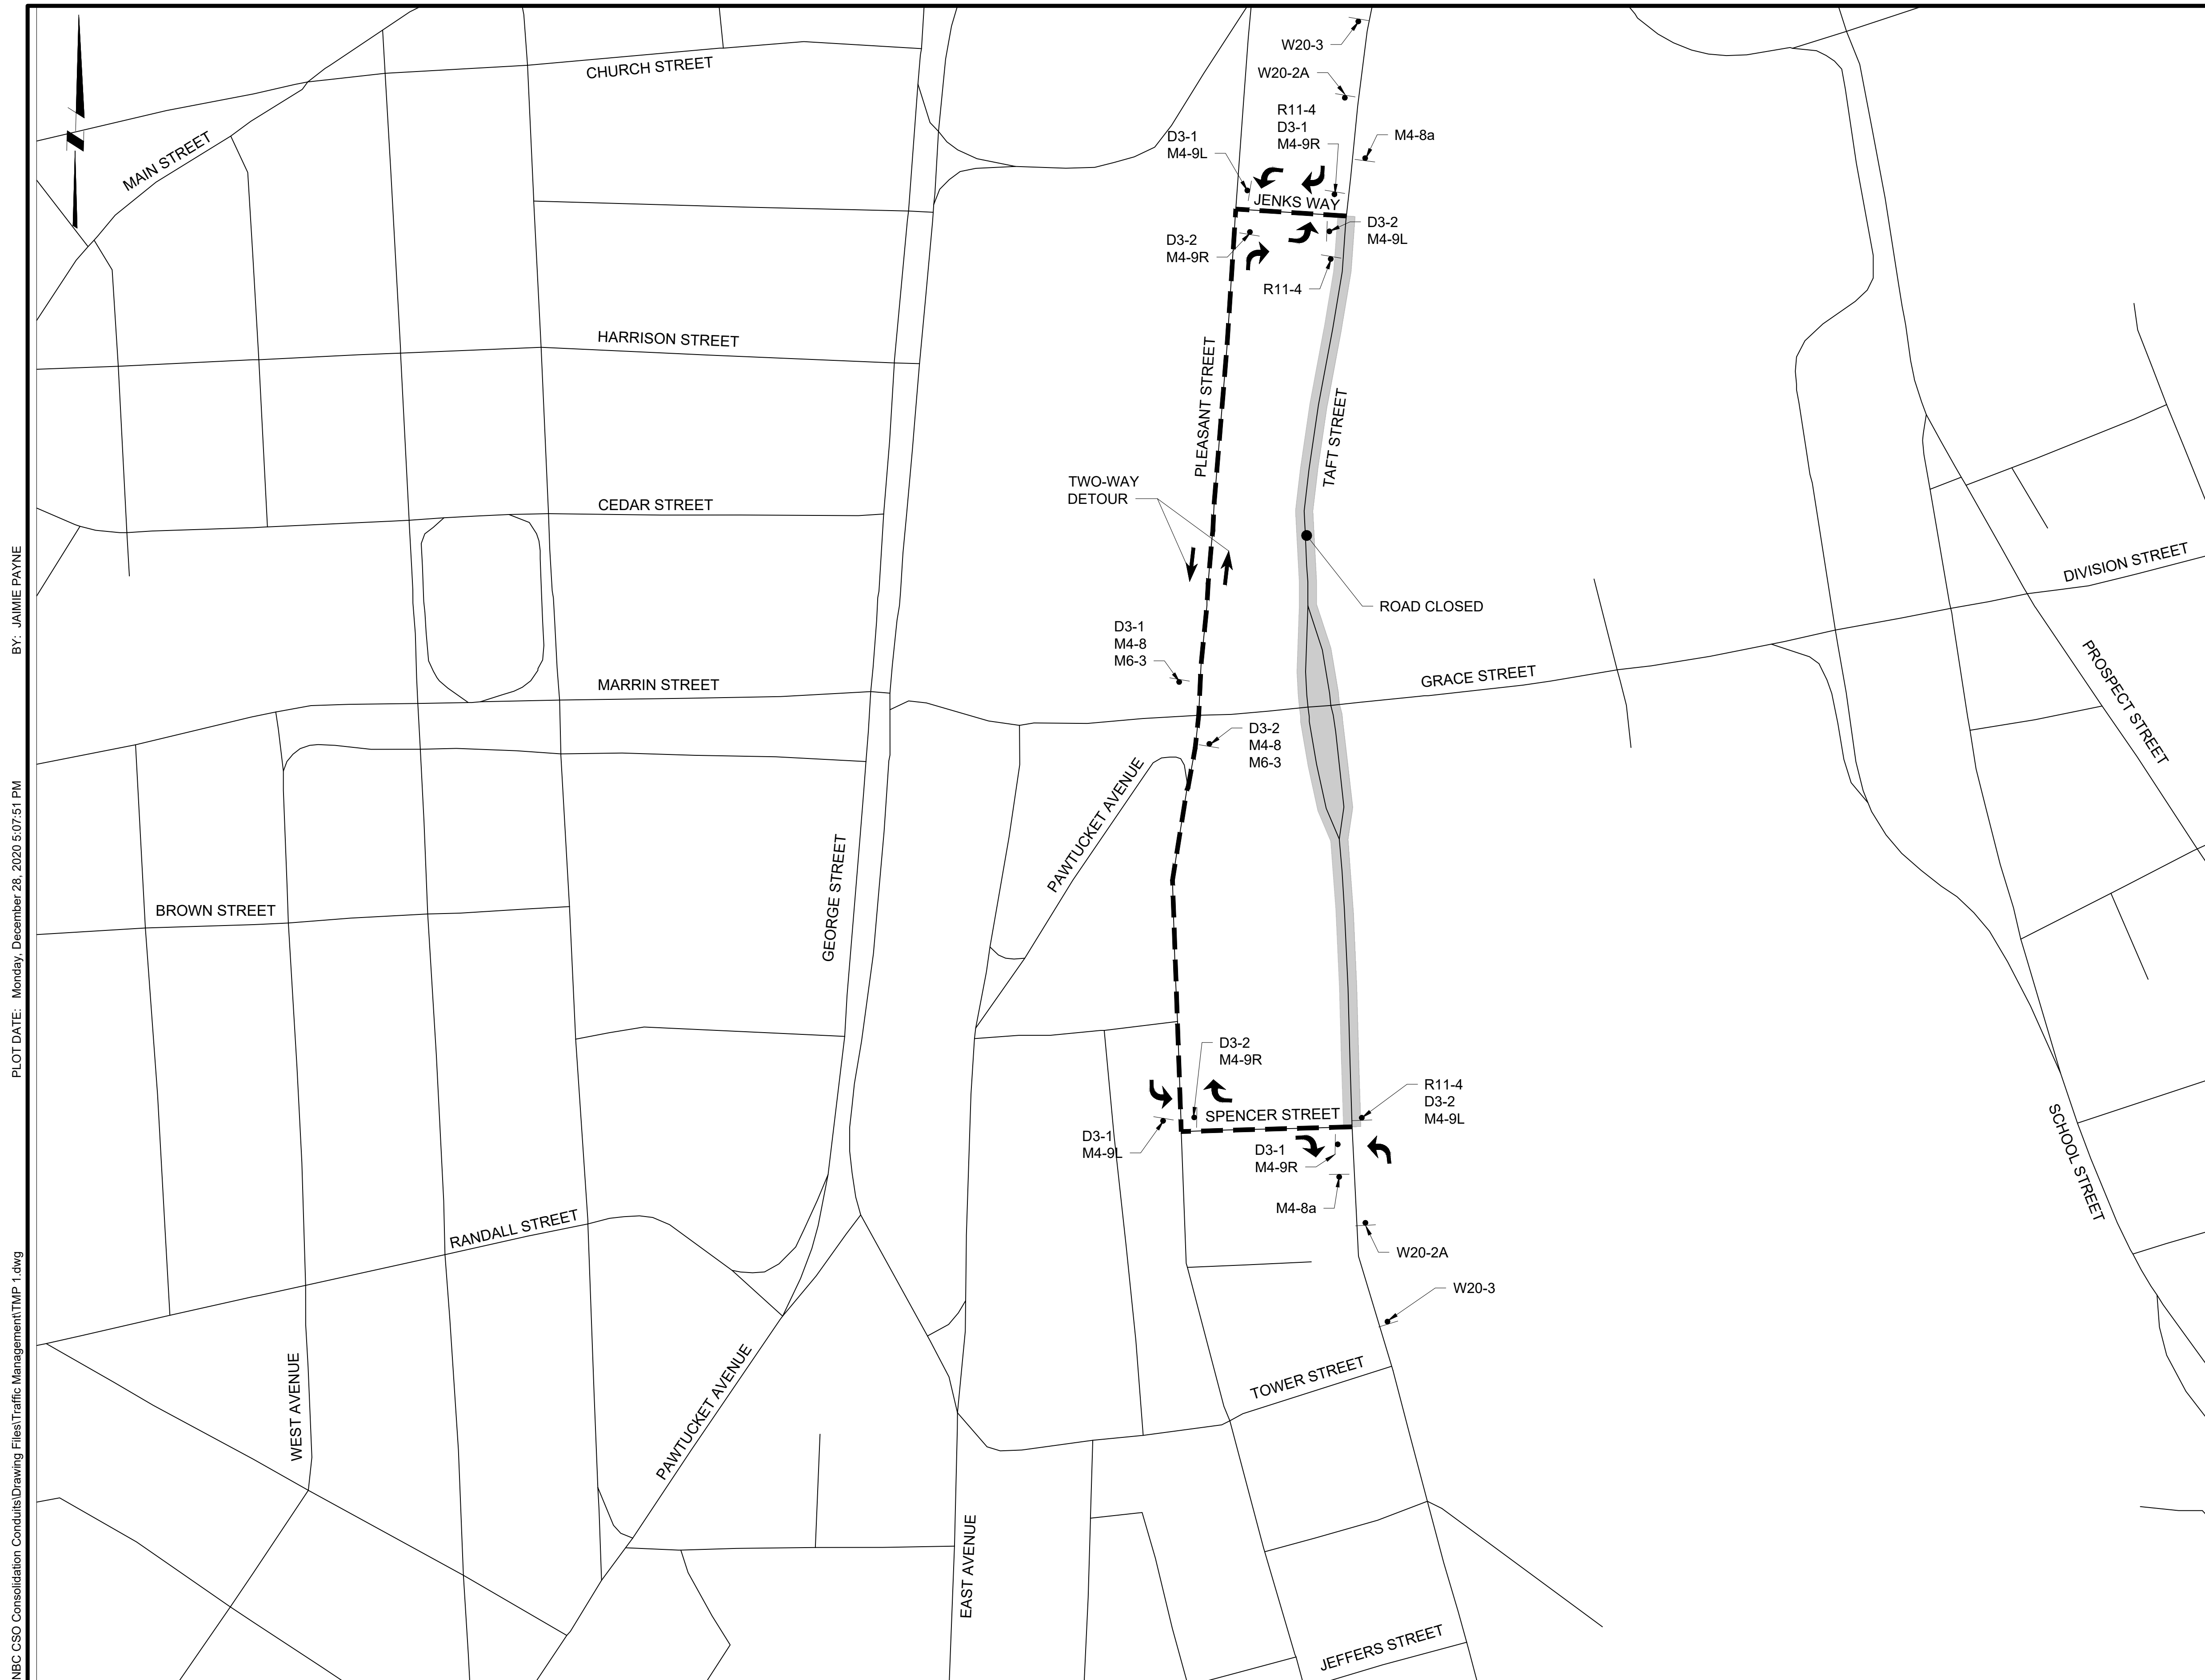 W20-3
CHURCH STREET
W20-2A
R11-4
D3-1
M4-9R
D3-1
M4-9L
M4-8a
MAIN STREET
JENKS WAY
D3-2
M4-9L
D3-2
M4-9R
R11-4
HARRISON STREET
PLEASANT STREET
TAFT STREET
TWO-WAY
DETOUR
CEDAR STREET
BY: JAIMIE PAYNE
DIVISION STREET
ROAD CLOSED
D3-1
M4-8
M6-3
GRACE STREET
MARRIN STREET
PROSPECT STREET
D3-2
M4-8
M6-3
PAWTUCKET AVENUE
PLOT DATE: Monday, December 28, 2020 5:07:51 PM
GEORGE STREET
BROWN STREET
D3-2
M4-9R
R11-4
D3-2
M4-9L
SPENCER STREET
D3-1
M4-9L
D3-1
M4-9R
SCHOOL STREET
M4-8a
RANDALL STREET
W20-2A
W20-3
NBC CSO Consolidation Conduits\Drawing Files\Traffic Management\TMP 1.dwg
WEST AVENUE
PAWTUCKET AVENUE
TOWER STREET
EAST AVENUE
JEFFERS STREET